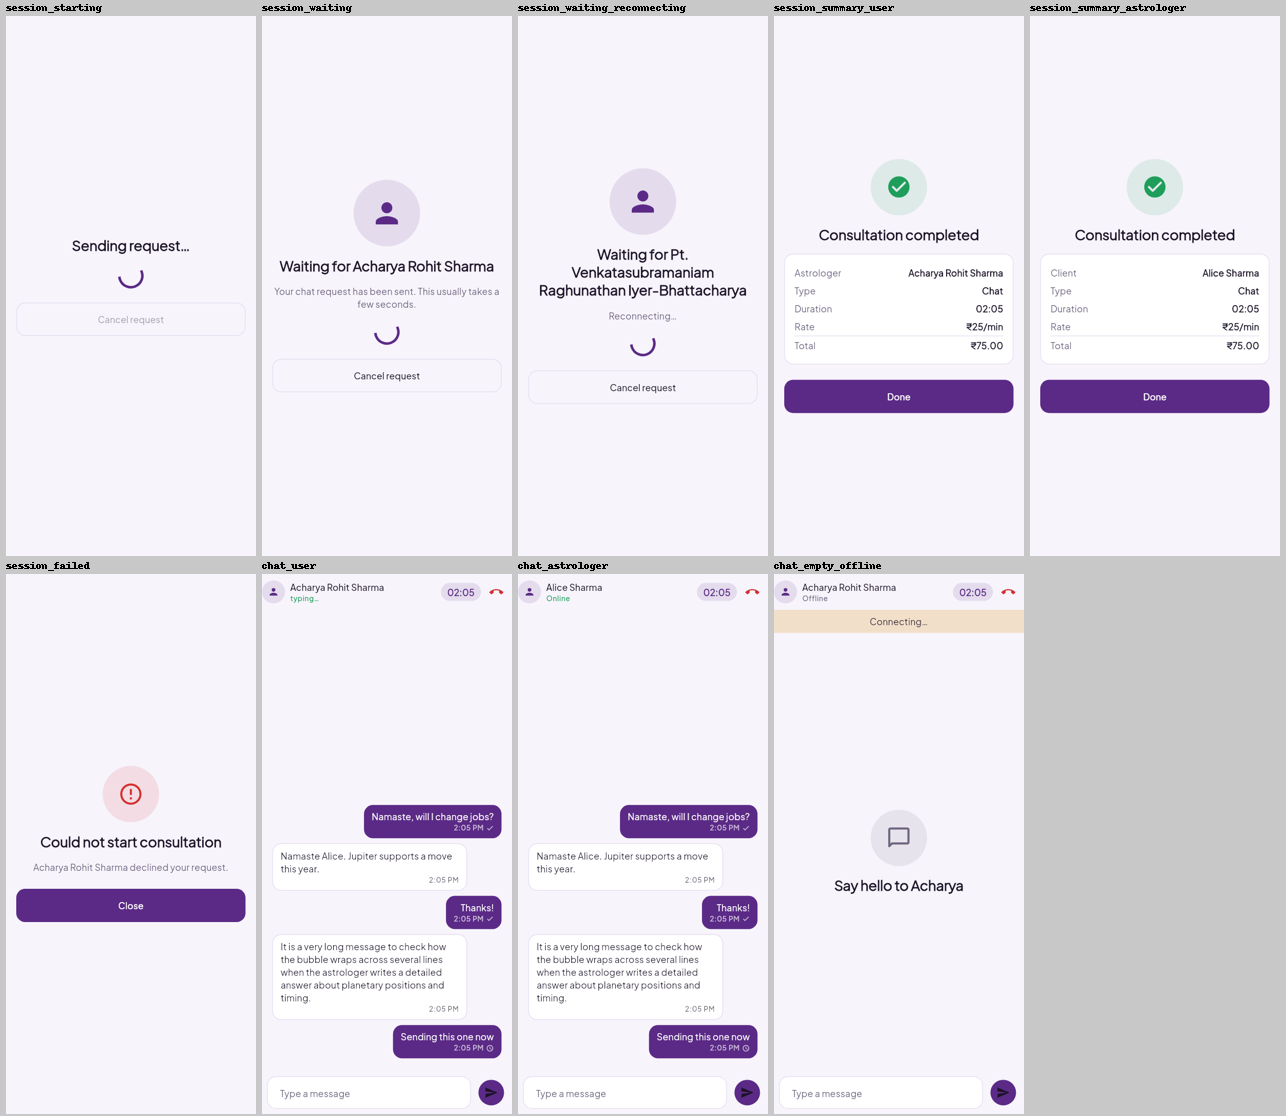 session_starting
Sending request...
Cancel request
session_waiting
Waiting for Acharya Rohit Sharma
Your chat request has been sent. This usually takes a
few seconds.
Cancel request
session_waiting_reconnecting
Waiting for Pt.
Venkatasubramaniam
Raghunathan Iyer-Bhattacharya
Reconnecting...
Cancel request
session_summary_user
Consultation completed
Astrologer Acharya Rohit Sharma
Type Chat
Duration 02:05
Rate ₹25/min
Total ₹75.00
Done
session_summary_astrologer
Consultation completed
Client Alice Sharma
Type Chat
Duration 02:05
Rate ₹25/min
Total ₹75.00
Done
session_failed
Could not start consultation
Acharya Rohit Sharma declined your request.
Close
chat_user
Acharya Rohit Sharma
typing...
02:05
Namaste, will I change jobs?
2:05 PM
Namaste Alice. Jupiter supports a move
this year.
2:05 PM
Thanks!
2:05 PM
It is a very long message to check how
the bubble wraps across several lines
when the astrologer writes a detailed
answer about planetary positions and
timing.
2:05 PM
Sending this one now
2:05 PM
Type a message
chat_astrologer
Alice Sharma
Online
02:05
Namaste, will I change jobs?
2:05 PM
Namaste Alice. Jupiter supports a move
this year.
2:05 PM
Thanks!
2:05 PM
It is a very long message to check how
the bubble wraps across several lines
when the astrologer writes a detailed
answer about planetary positions and
timing.
2:05 PM
Sending this one now
2:05 PM
Type a message
chat_empty_offline
Acharya Rohit Sharma
Offline
02:05
Connecting...
Say hello to Acharya
Type a message